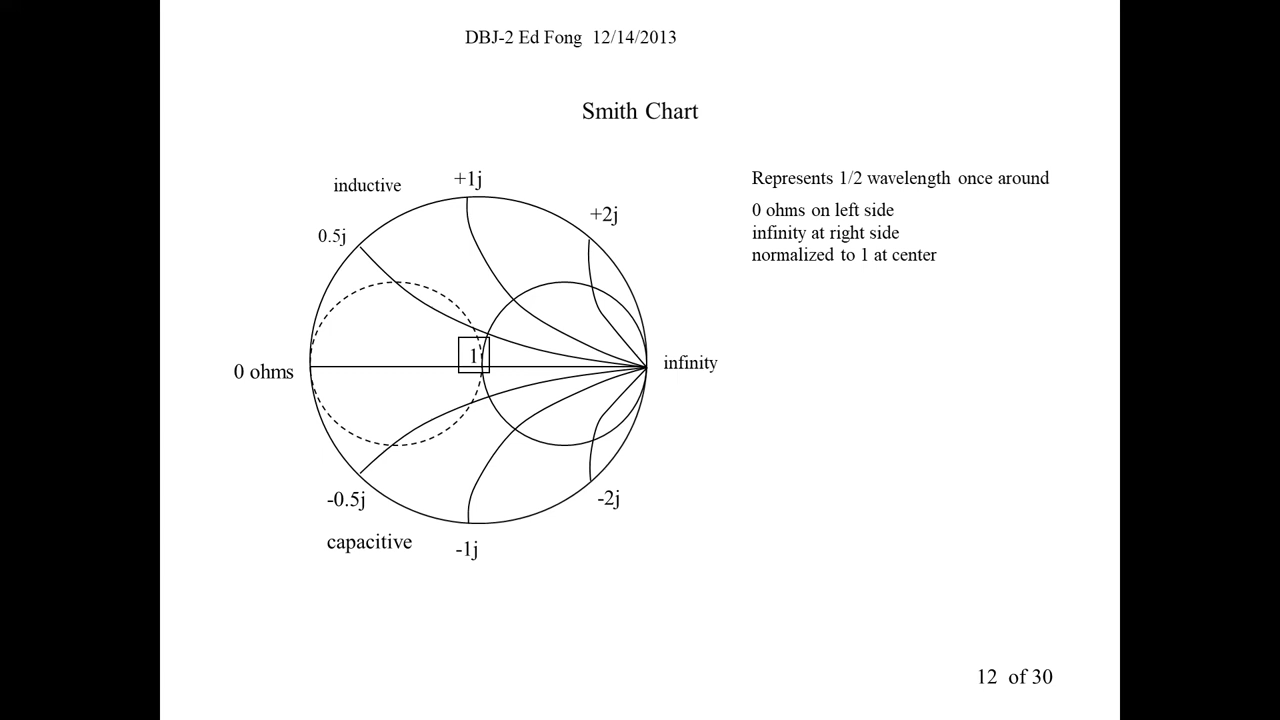 DBJ-2 Ed Fong 12/14/2013
Smith Chart
inductive
+1j
+2j
0.5j
Represents 1/2 wavelength once around
0 ohms on left side
infinity at right side
normalized to 1 at center
1
0 ohms
infinity
-0.5j
-2j
capacitive
-1j
12 of 30